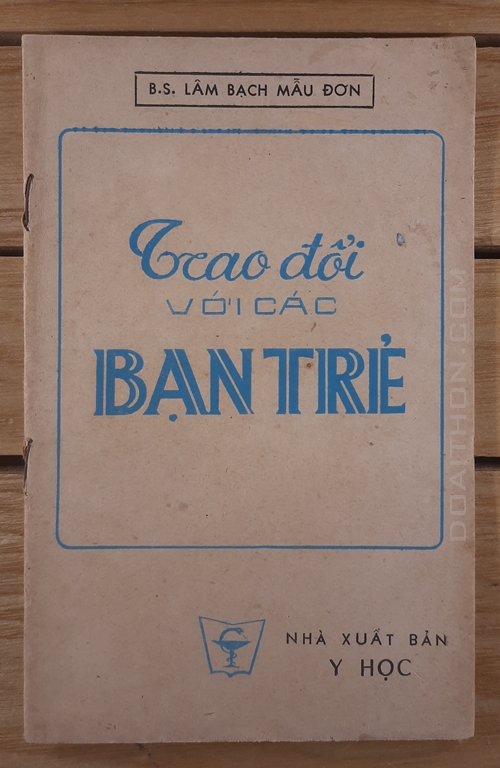 B.S. LÂM BẠCH MẪU ĐƠN
Trao đổi
VỚI CÁC
BẠN TRẺ
NHÀ XUẤT BẢN
Y HỌC
DOAITHON.COM